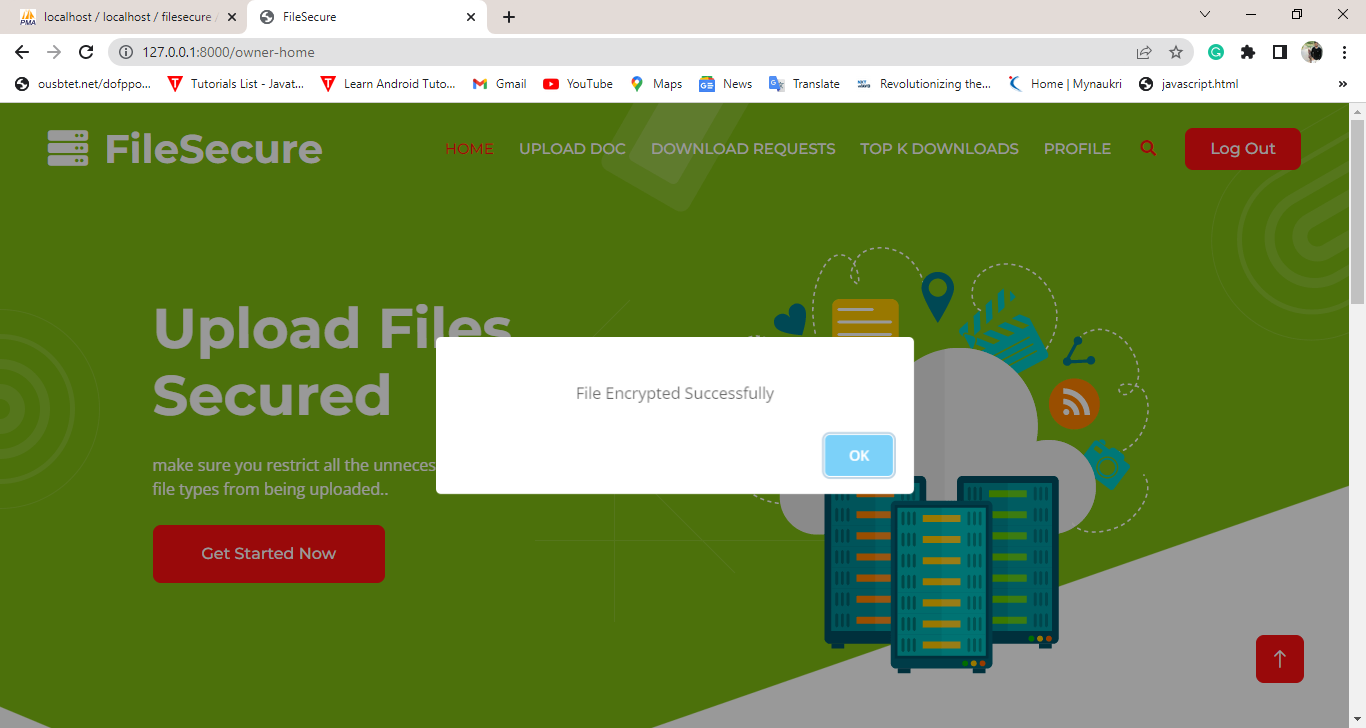 localhost / localhost / filesecure /
FileSecure
127.0.0.1:8000/owner-home
ousbtet.net/dofppo...
Tutorials List - Javat...
Learn Android Tuto...
Gmail
YouTube
Maps
News
Translate
Revolutionizing the...
Home | Mynaukri
javascript.html
»
FileSecure
HOME
UPLOAD DOC
DOWNLOAD REQUESTS
TOP K DOWNLOADS
PROFILE
Log Out
Upload Files
Secured
make sure you restrict all the unneces
file types from being uploaded..
Get Started Now
File Encrypted Successfully
OK